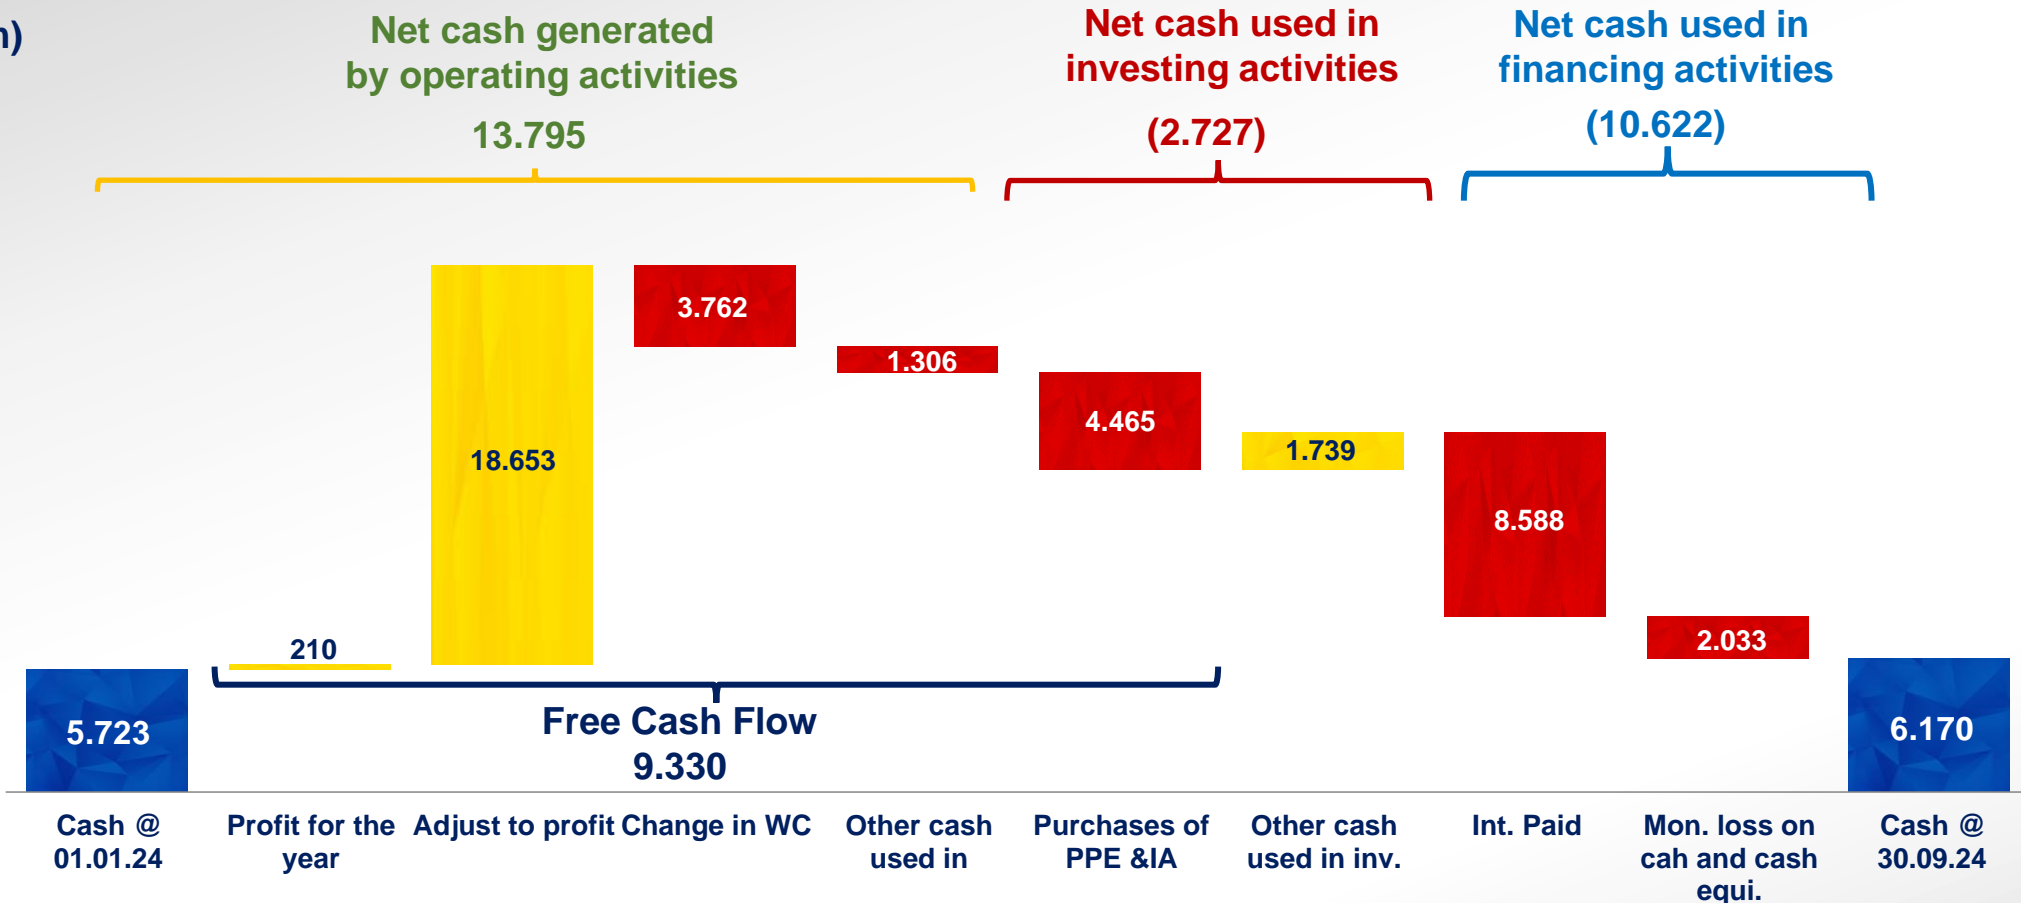 n)
Net cash generated
by operating activities
13.795
Net cash used in
investing activities
(2.727)
Net cash used in
financing activities
(10.622)
3.762
1.306
4.465
18.653
1.739
8.588
2.033
210
5.723
Free Cash Flow
9.330
6.170
Cash @
01.01.24
Profit for the
year
Adjust to profit
Change in WC
Other cash
used in
Purchases of
PPE &IA
Other cash
used in inv.
Int. Paid
Mon. loss on
cah and cash
equi.
Cash @
30.09.24